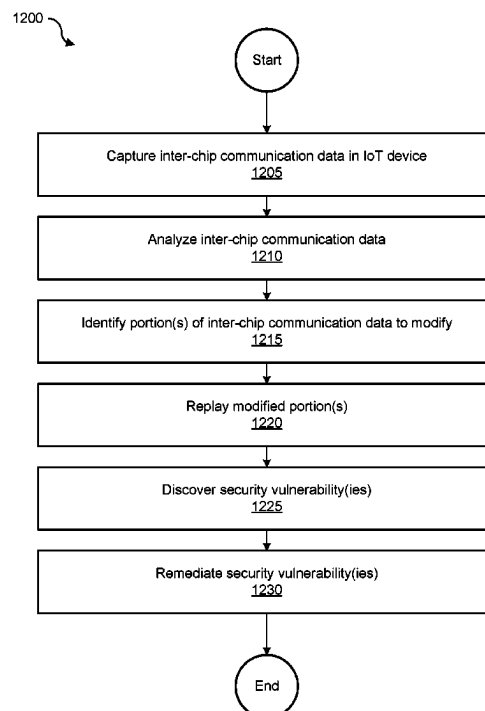 1200
Start
Capture inter-chip communication data in IoT device
1205
Analyze inter-chip communication data
1210
Identify portion(s) of inter-chip communication data to modify
1215
Replay modified portion(s)
1220
Discover security vulnerability(ies)
1225
Remediate security vulnerability(ies)
1230
End